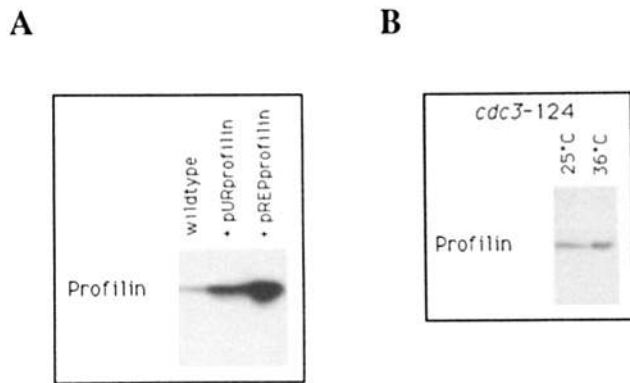 A
wildtype
+ pURprofilin
+ pREPprofilin
Profilin
B
cdc3-124
25°C
36°C
Profilin